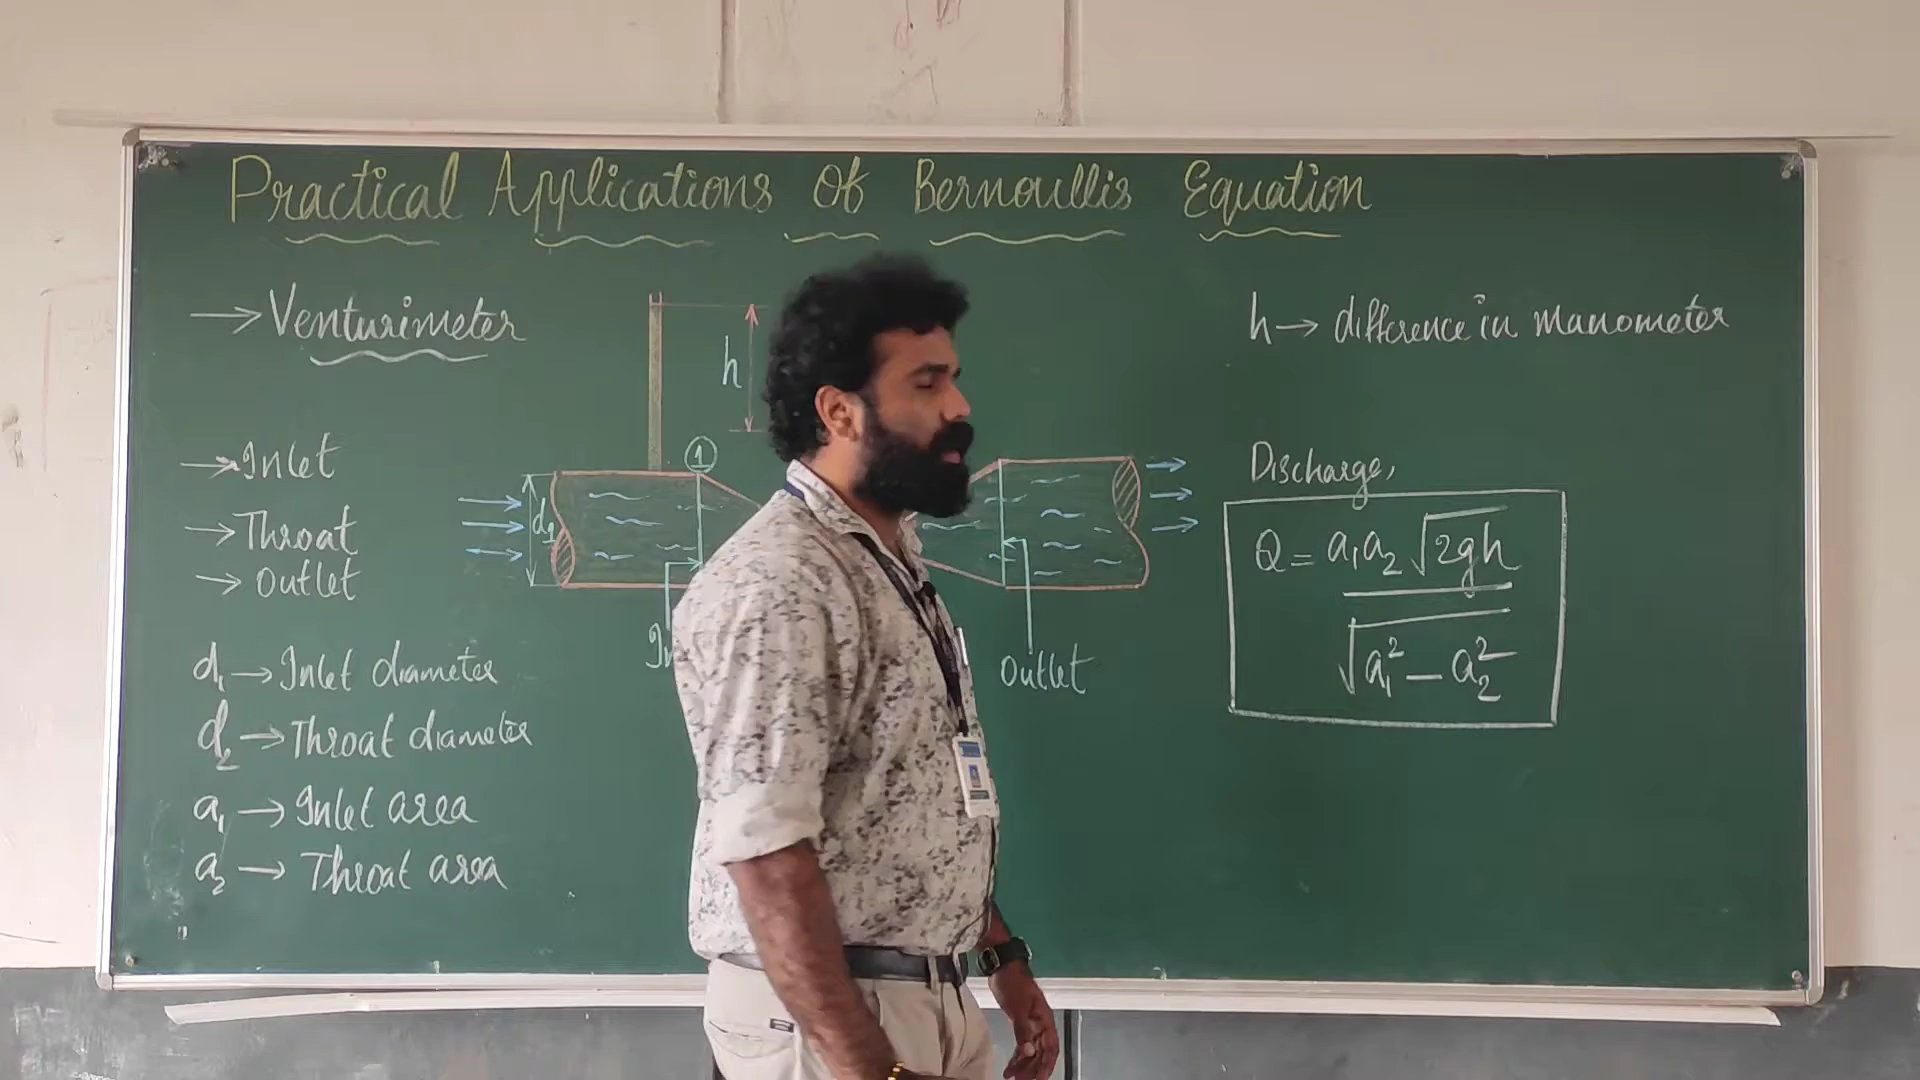 Practical Applications Of Bernoullis Equation
→ Venturimeter
→ Inlet
→ Throat
→ Outlet
d₁ → Inlet diameter
d₂ → Throat diameter
a₁ → Inlet area
a₂ → Throat area
h
1
d₁
Outlet
h → difference in manometer
Discharge,
Q = a₁a₂ √2gh
√a₁² − a₂²